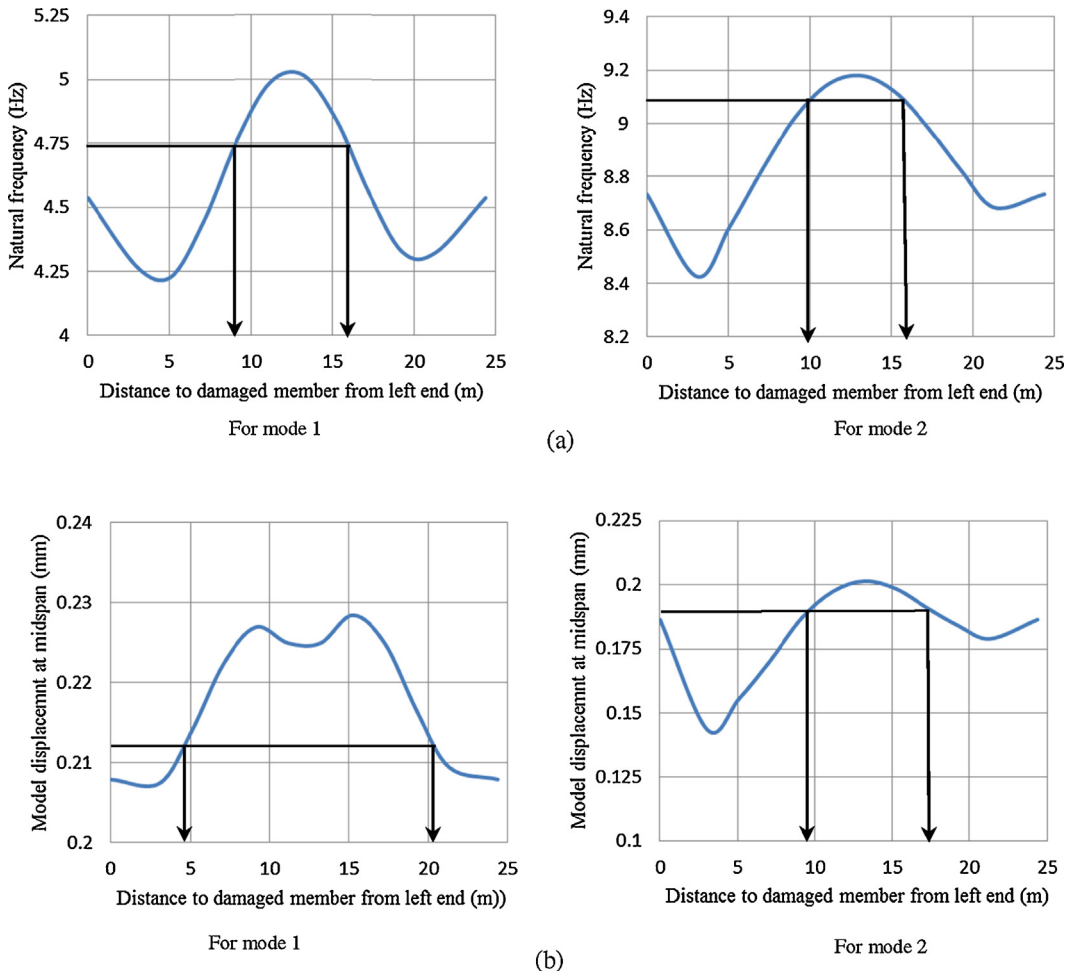 5.25
5
4.75
4.5
4.25
4
Natural frequency (Hz)
0 5 10 15 20 25
Distance to damaged member from left end (m)
For mode 1
9.4
9.2
9
8.8
8.6
8.4
8.2
Natural frequency (Hz)
0 5 10 15 20 25
Distance to damaged member from left end (m)
For mode 2
(a)
0.24
0.23
0.22
0.21
0.2
Model displacemnt at midspan (mm)
0 5 10 15 20 25
Distance to damaged member from left end (m))
For mode 1
0.225
0.2
0.175
0.15
0.125
0.1
Model displacemnt at midspan (mm)
0 5 10 15 20 25
Distance to damaged member from left end (m)
For mode 2
(b)